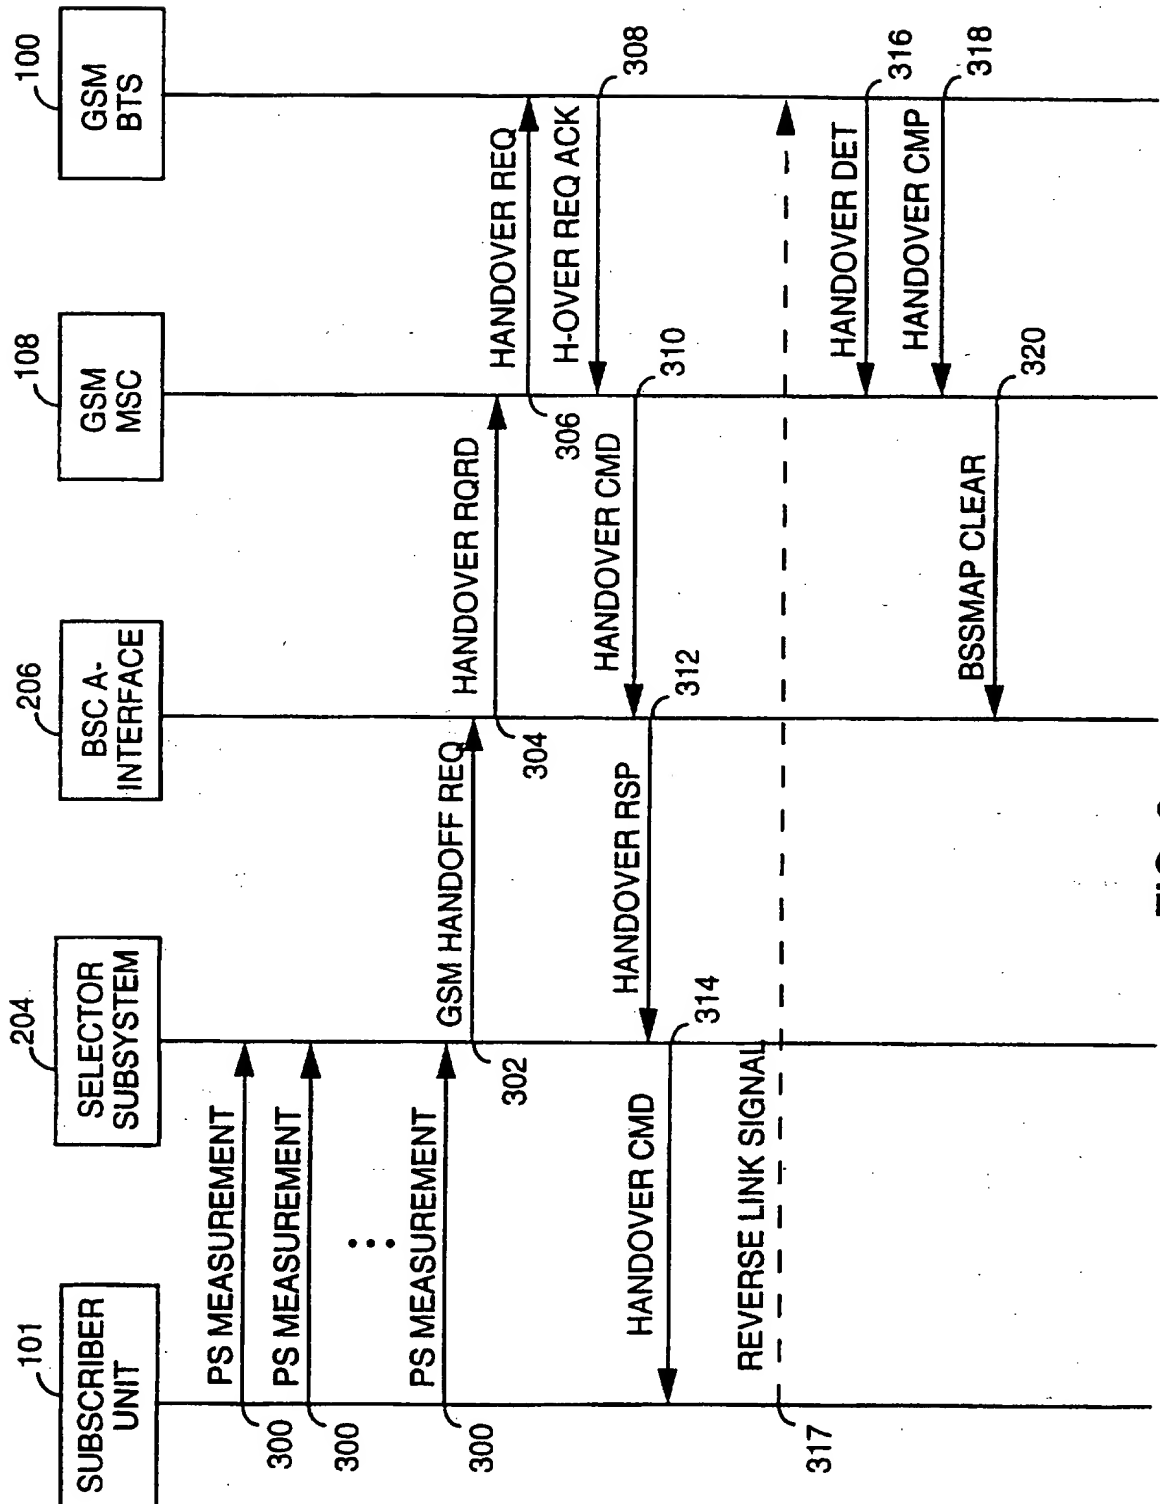 101
SUBSCRIBER
UNIT
204
SELECTOR
SUBSYSTEM
206
BSC A-
INTERFACE
108
GSM
MSC
100
GSM
BTS
PS MEASUREMENT
300
PS MEASUREMENT
300
PS MEASUREMENT
300
GSM HANDOFF REQ
302
HANDOVER RQRD
304
HANDOVER REQ
306
H-OVER REQ ACK
308
HANDOVER CMD
310
HANDOVER RSP
312
HANDOVER CMD
314
REVERSE LINK SIGNAL
317
HANDOVER DET
316
HANDOVER CMP
318
BSSMAP CLEAR
320